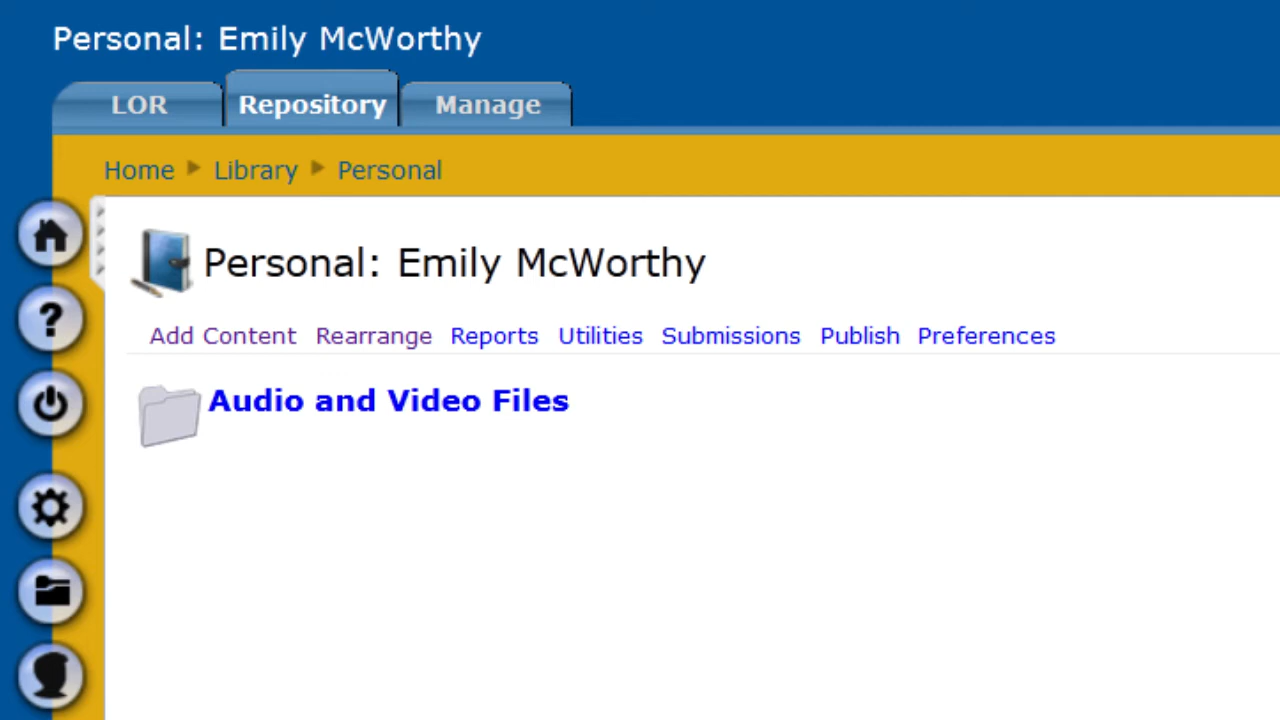 Personal: Emily McWorthy
LOR Repository Manage
Home Library Personal
Personal: Emily McWorthy
Add Content Rearrange Reports Utilities Submissions Publish Preferences
Audio and Video Files